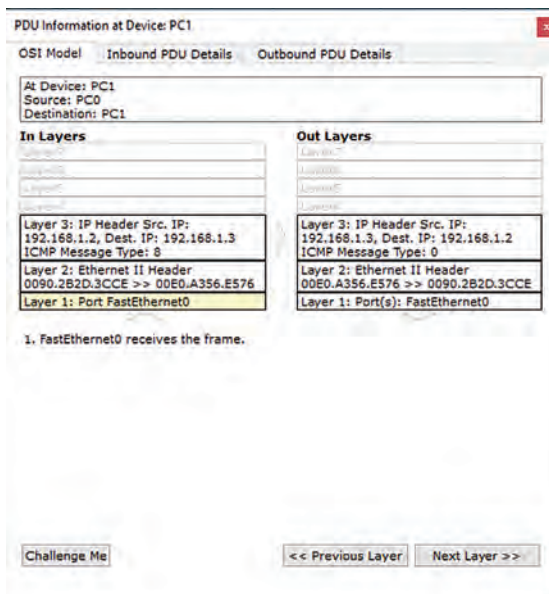 PDU Information at Device: PC1
x
OSI Model Inbound PDU Details Outbound PDU Details
At Device: PC1
Source: PC0
Destination: PC1
In Layers
Layer 3: IP Header Src. IP:
192.168.1.2, Dest. IP: 192.168.1.3
ICMP Message Type: 8
Layer 2: Ethernet II Header
0090.2B2D.3CCE >> 00E0.A356.E576
Layer 1: Port FastEthernet0
Out Layers
Layer 3: IP Header Src. IP:
192.168.1.3, Dest. IP: 192.168.1.2
ICMP Message Type: 0
Layer 2: Ethernet II Header
00E0.A356.E576 >> 0090.2B2D.3CCE
Layer 1: Port(s): FastEthernet0
1. FastEthernet0 receives the frame.
Challenge Me
<< Previous Layer
Next Layer >>